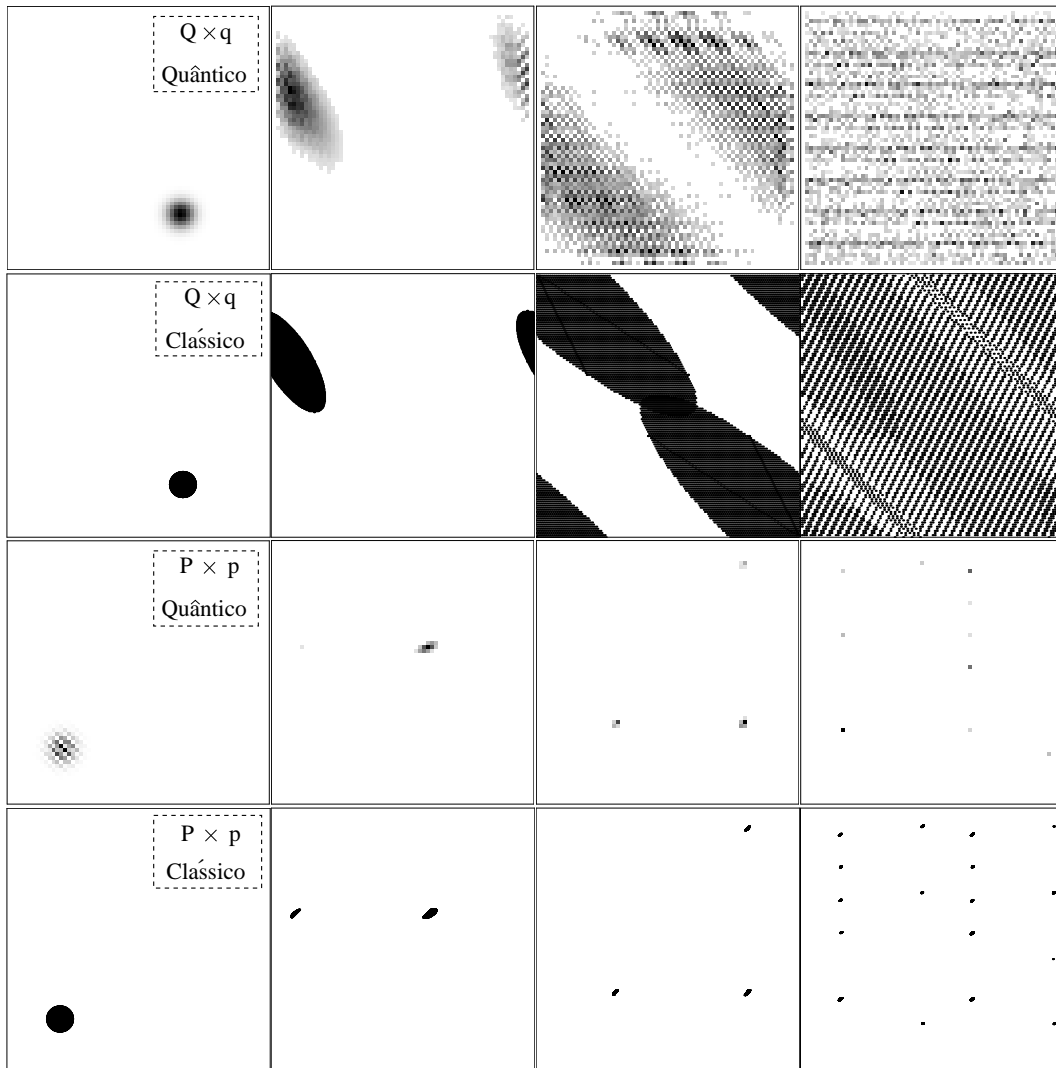 Q × q
Quântico
Q × q
Clássico
P × p
Quântico
P × p
Clássico